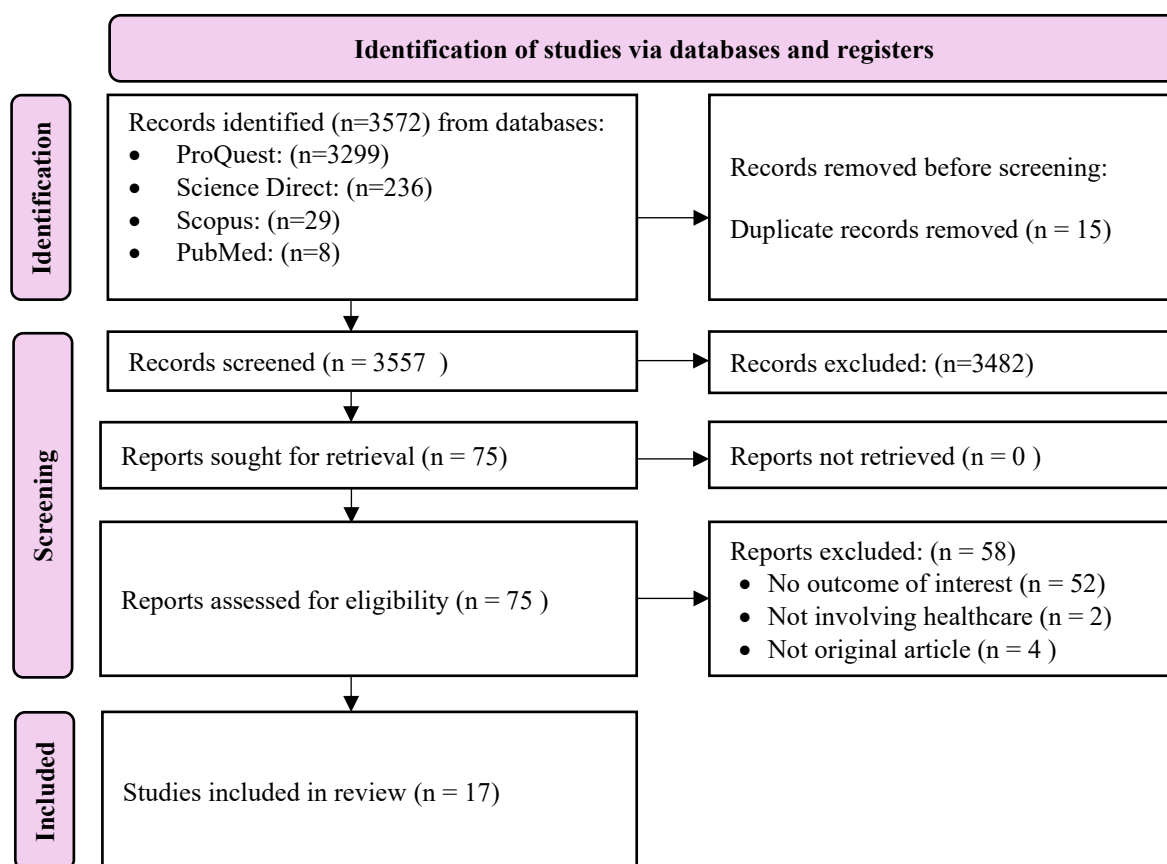 Identification of studies via databases and registers
Identification
Records identified (n=3572) from databases:
• ProQuest: (n=3299)
• Science Direct: (n=236)
• Scopus: (n=29)
• PubMed: (n=8)
Records removed before screening:
Duplicate records removed (n = 15)
Screening
Records screened (n = 3557 )
Records excluded: (n=3482)
Reports sought for retrieval (n = 75)
Reports not retrieved (n = 0 )
Reports assessed for eligibility (n = 75 )
Reports excluded: (n = 58)
• No outcome of interest (n = 52)
• Not involving healthcare (n = 2)
• Not original article (n = 4 )
Included
Studies included in review (n = 17)